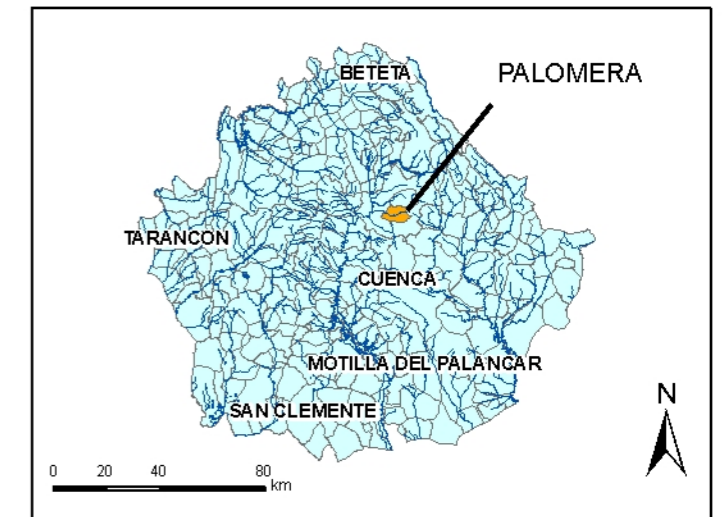 BETETA
PALOMERA
TARANCON
CUENCA
MOTILLA DEL PALANCAR
SAN CLEMENTE
N
0 20 40 80
km